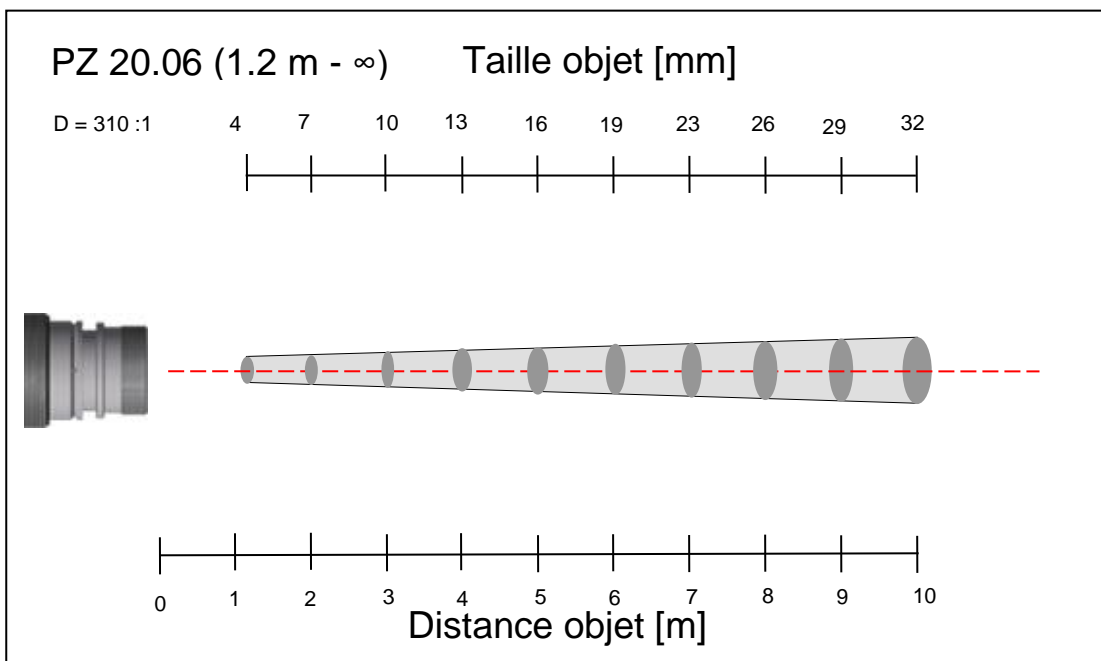 PZ 20.06 (1.2 m - ∞) Taille objet [mm]
D = 310 :1 4 7 10 13 16 19 23 26 29 32
0 1 2 3 4 5 6 7 8 9 10
Distance objet [m]